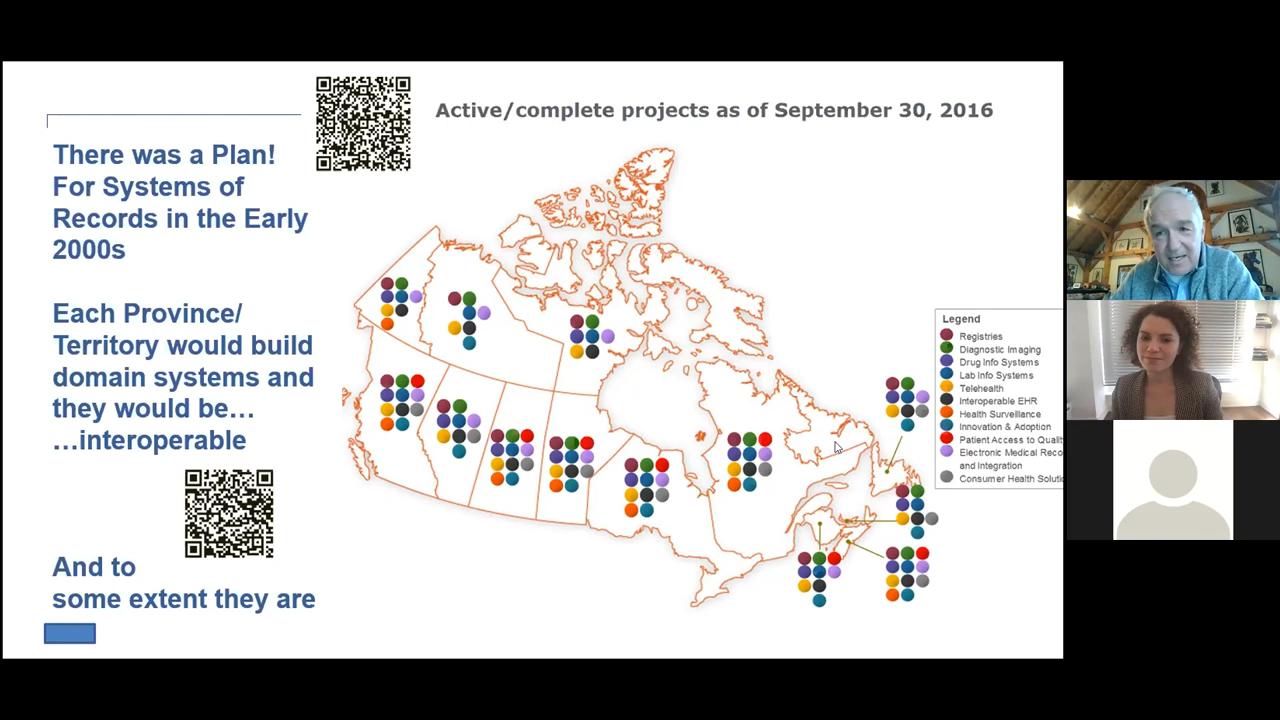 Active/complete projects as of September 30, 2016
There was a Plan!
For Systems of
Records in the Early
2000s
Each Province/
Territory would build
domain systems and
they would be…
…interoperable
And to
some extent they are
Legend
Registries
Diagnostic Imaging
Drug Info Systems
Lab Info Systems
Telehealth
Interoperable EHR
Health Surveillance
Innovation & Adoption
Patient Access to Qualit
Electronic Medical Reco
and Integration
Consumer Health Solutio